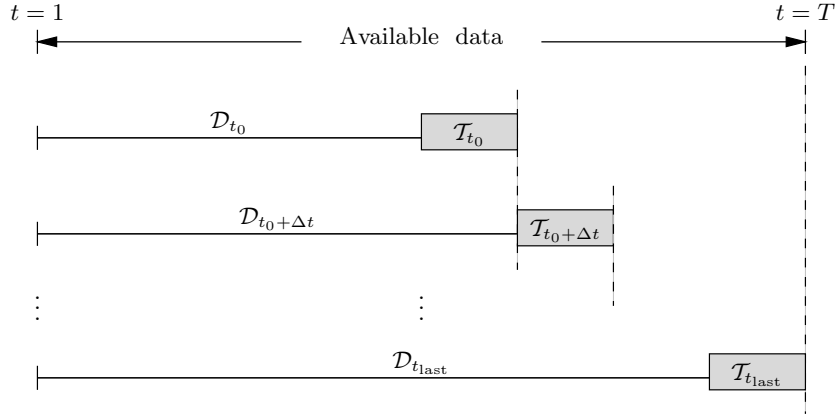 t = 1
t = T
Available data
𝒟_{t_0}
𝒯_{t_0}
𝒟_{t_0+Δt}
𝒯_{t_0+Δt}
⋮ ⋮
𝒟_{t_last}
𝒯_{t_last}